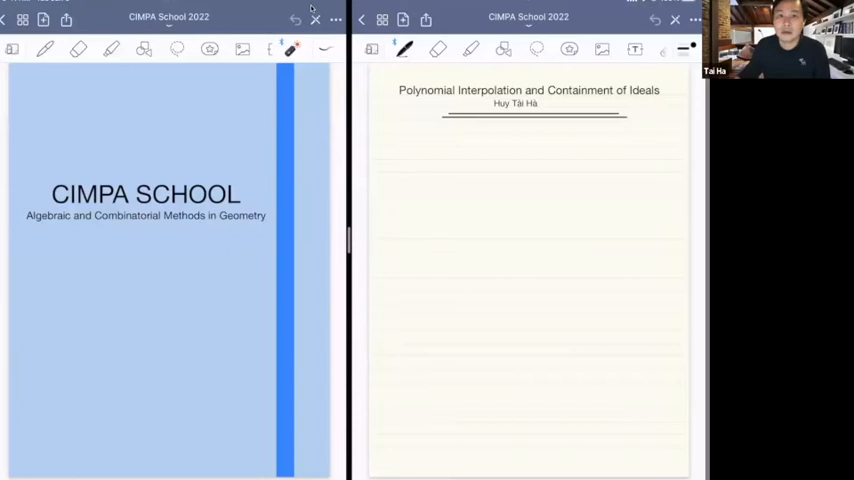 CIMPA School 2022
CIMPA SCHOOL
Algebraic and Combinatorial Methods in Geometry
CIMPA School 2022
Polynomial Interpolation and Containment of Ideals
Huy Tài Hà
Tai Ha